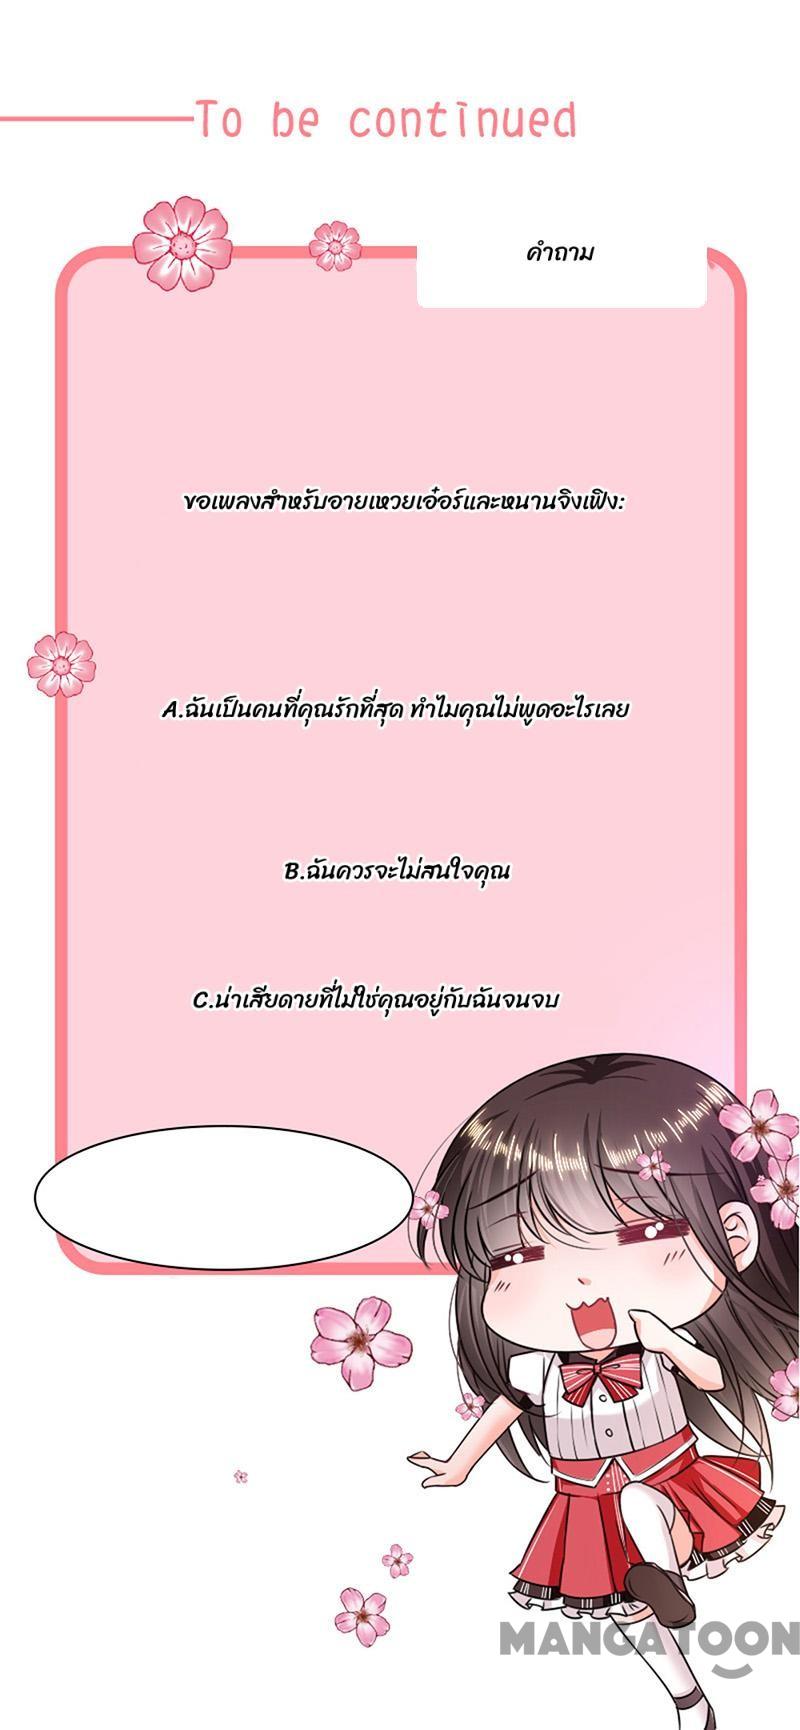 To be continued
คำถาม
ขอเพลงสำหรับอายเหวยเอ๋อร์และหนานจิงเฟิง:
A.ฉันเป็นคนที่คุณรักที่สุด ทำไมคุณไม่พูดอะไรเลย
B.ฉันควรจะไม่สนใจคุณ
C.น่าเสียดายที่ไม่ใช่คุณอยู่กับฉันจนจบ
MANGATOON